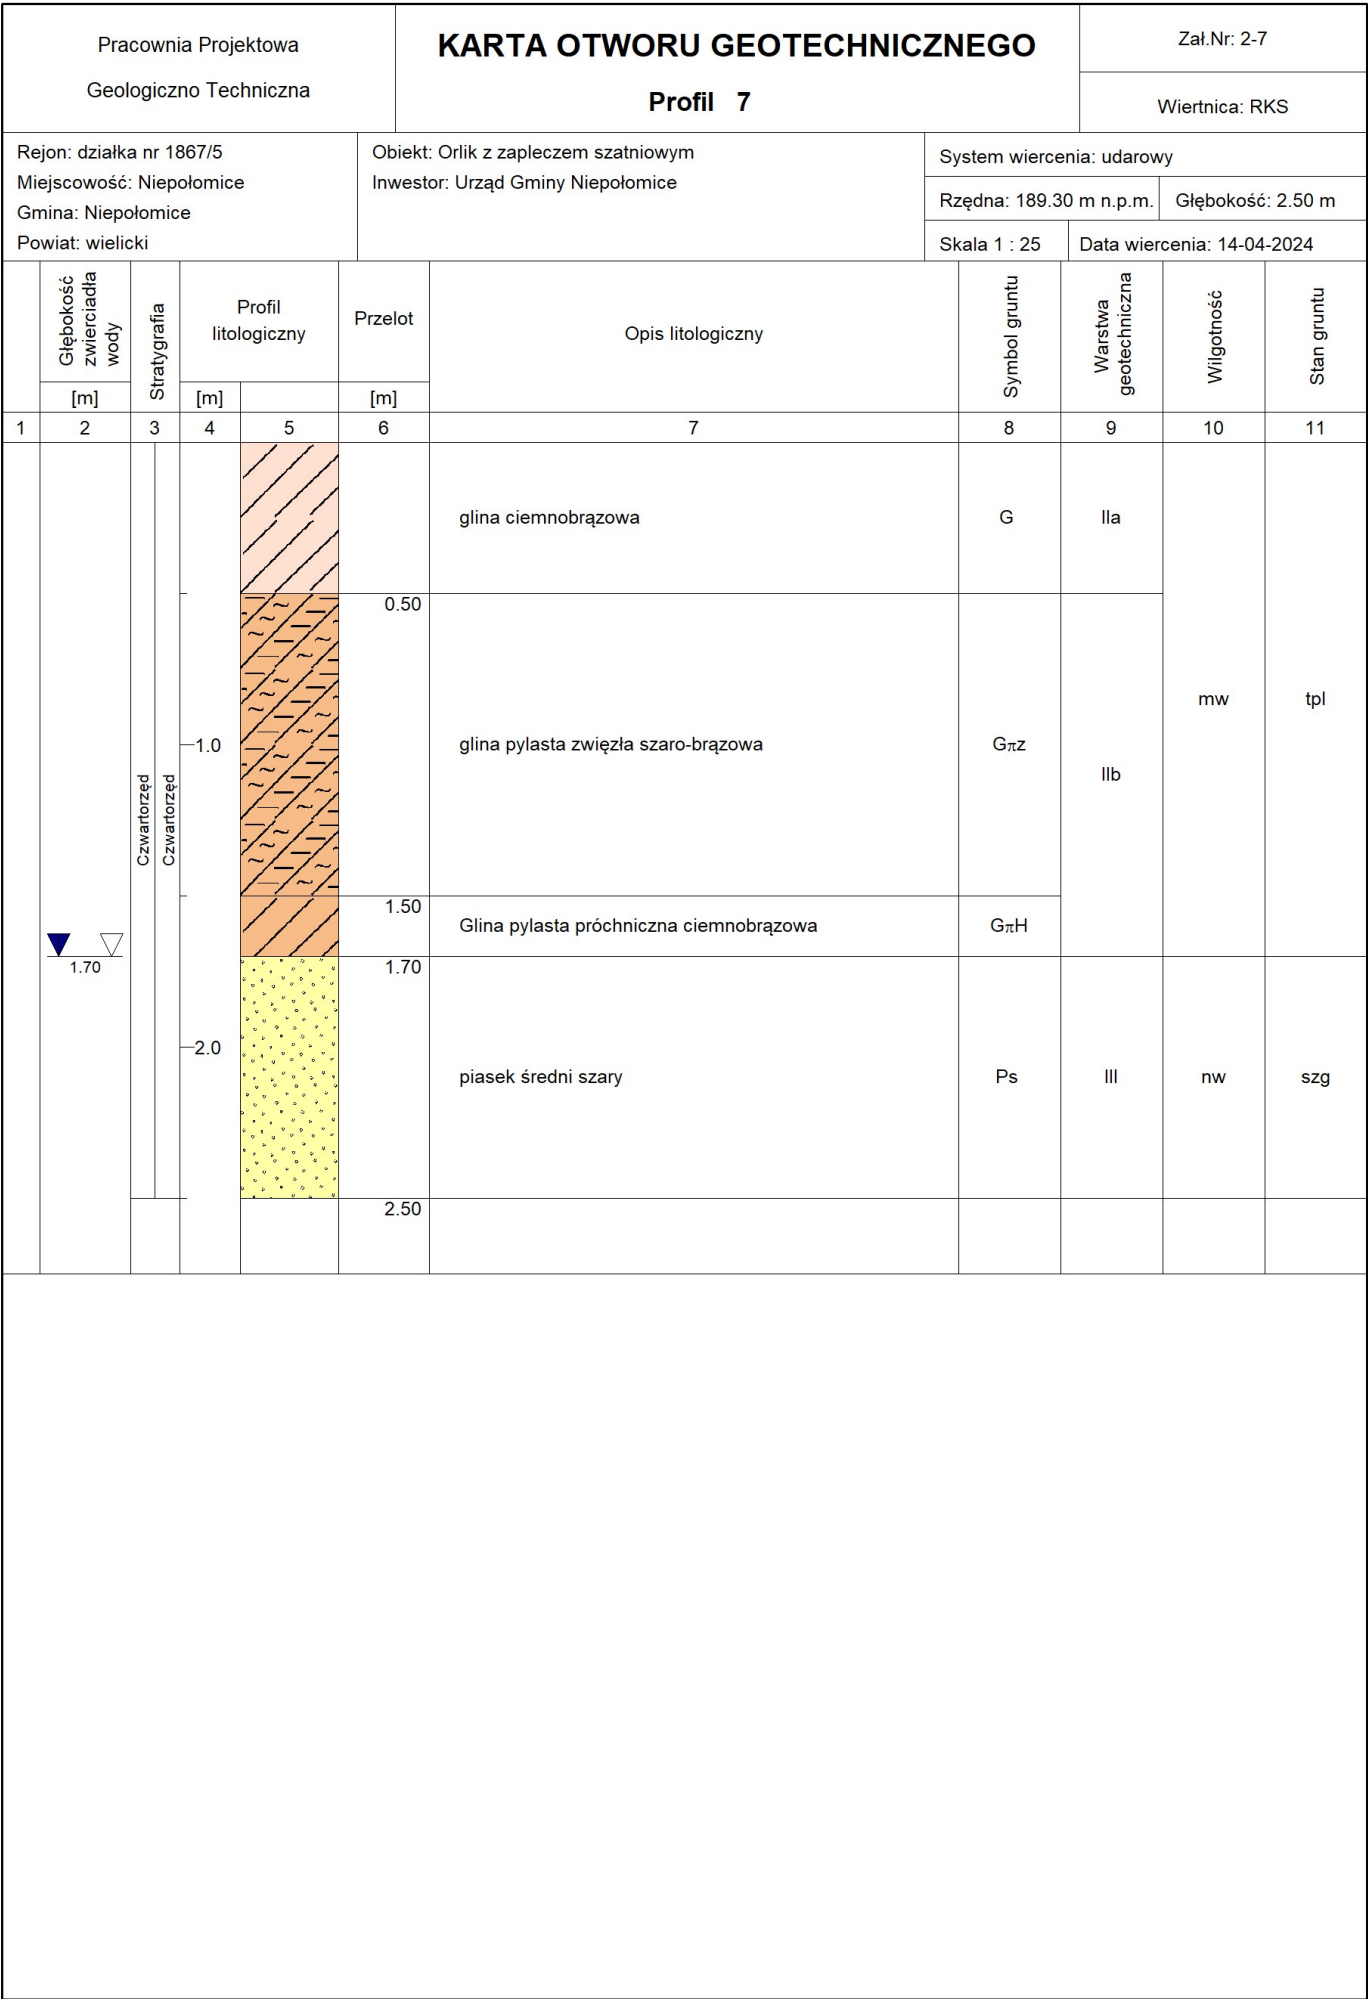 Pracownia Projektowa
Geologiczno Techniczna
KARTA OTWORU GEOTECHNICZNEGO
Profil 7
Zał.Nr: 2-7
Wiertnica: RKS
Rejon: działka nr 1867/5
Miejscowość: Niepołomice
Gmina: Niepołomice
Powiat: wielicki
Obiekt: Orlik z zapleczem szatniowym
Inwestor: Urząd Gminy Niepołomice
System wiercenia: udarowy
Rzędna: 189.30 m n.p.m.
Głębokość: 2.50 m
Skala 1 : 25
Data wiercenia: 14-04-2024
Głębokość
zwierciadła
wody
[m]
Stratygrafia
Profil
litologiczny
[m]
Przelot
[m]
Opis litologiczny
Symbol gruntu
Warstwa
geotechniczna
Wilgotność
Stan gruntu
1 2 3 4 5 6 7 8 9 10 11
glina ciemnobrązowa G IIa
0.50
mw tpl
1.0 glina pylasta zwięzła szaro-brązowa Gπz
IIb
Czwartorzęd
Czwartorzęd
1.50
Glina pylasta próchniczna ciemnobrązowa GπH
1.70
1.70
2.0
piasek średni szary Ps III nw szg
2.50